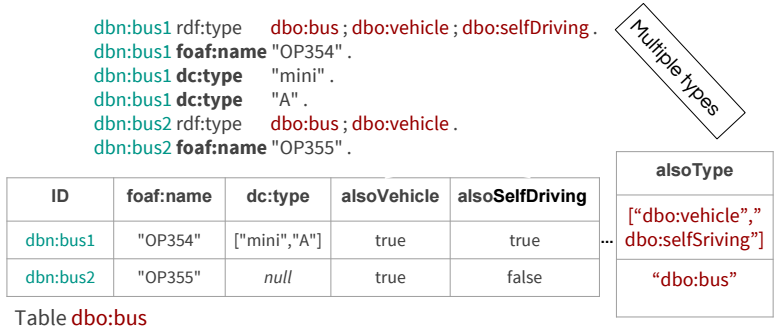 dbn:bus1 rdf:type dbo:bus ; dbo:vehicle ; dbo:selfDriving .
dbn:bus1 foaf:name "OP354" .
dbn:bus1 dc:type "mini" .
dbn:bus1 dc:type "A" .
dbn:bus2 rdf:type dbo:bus ; dbo:vehicle .
dbn:bus2 foaf:name "OP355" .
Multiple types
ID foaf:name dc:type alsoVehicle alsoSelfDriving
dbn:bus1 "OP354" ["mini","A"] true true
dbn:bus2 "OP355" null true false
...
alsoType
[“dbo:vehicle”,”
dbo:selfSriving”]
“dbo:bus”
Table dbo:bus